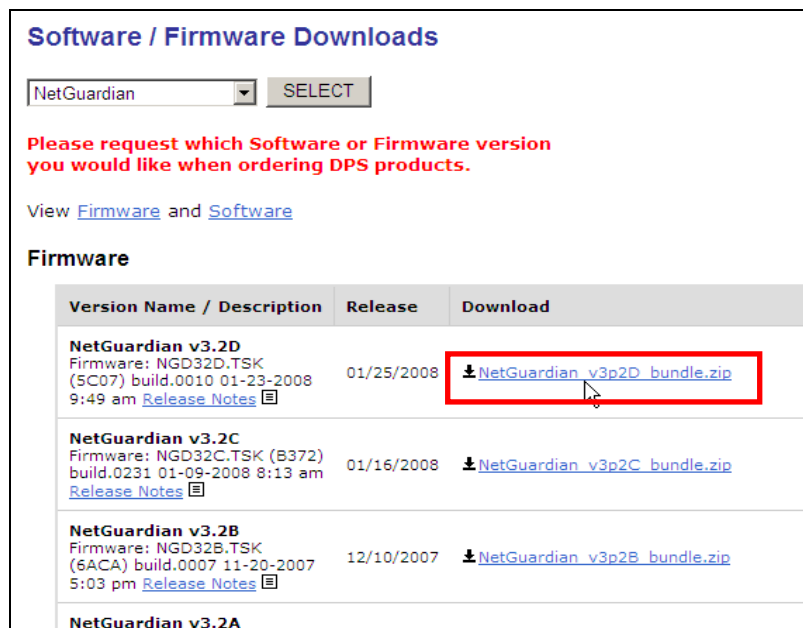 Software / Firmware Downloads
NetGuardian SELECT
Please request which Software or Firmware version
you would like when ordering DPS products.
View Firmware and Software
Firmware
Version Name / Description Release Download
NetGuardian v3.2D
Firmware: NGD32D.TSK
(5C07) build.0010 01-23-2008
9:49 am Release Notes
01/25/2008 NetGuardian_v3p2D_bundle.zip
NetGuardian v3.2C
Firmware: NGD32C.TSK (B372)
build.0231 01-09-2008 8:13 am
Release Notes
01/16/2008 NetGuardian_v3p2C_bundle.zip
NetGuardian v3.2B
Firmware: NGD32B.TSK
(6ACA) build.0007 11-20-2007
5:03 pm Release Notes
12/10/2007 NetGuardian_v3p2B_bundle.zip
NetGuardian v3.2A